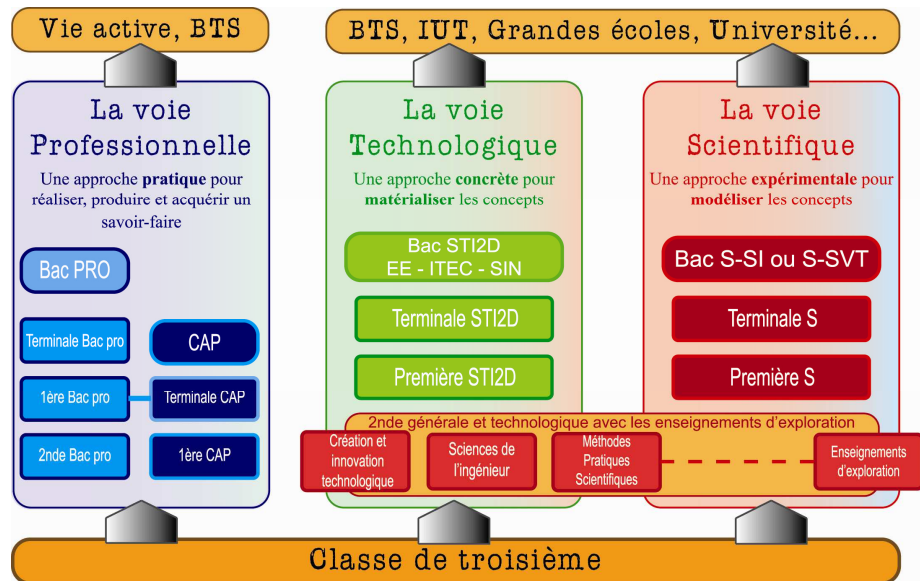 Vie active, BTS
BTS, IUT, Grandes écoles, Université...
La voie
Professionnelle
Une approche pratique pour
réaliser, produire et acquérir un
savoir-faire
Bac PRO
Terminale Bac pro
CAP
1ère Bac pro
Terminale CAP
2nde Bac pro
1ère CAP
La voie
Technologique
Une approche concrète pour
matérialiser les concepts
Bac STI2D
EE - ITEC - SIN
Terminale STI2D
Première STI2D
La voie
Scientifique
Une approche expérimentale pour
modéliser les concepts
Bac S-SI ou S-SVT
Terminale S
Première S
2nde générale et technologique avec les enseignements d'exploration
Création et
innovation
technologique
Sciences de
l'ingénieur
Méthodes
Pratiques
Scientifiques
Enseignements
d'exploration
Classe de troisième